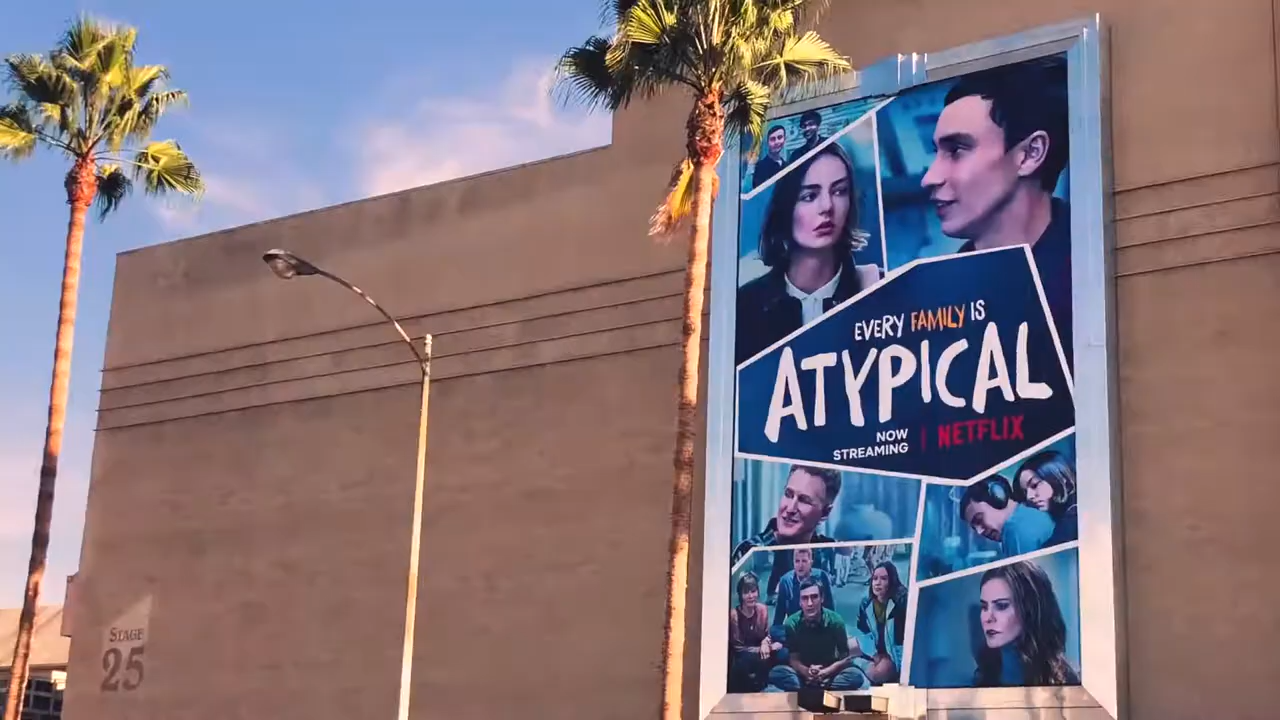 EVERY FAMILY IS
ATYPICAL
NOW
STREAMING
NETFLIX
STAGE
25